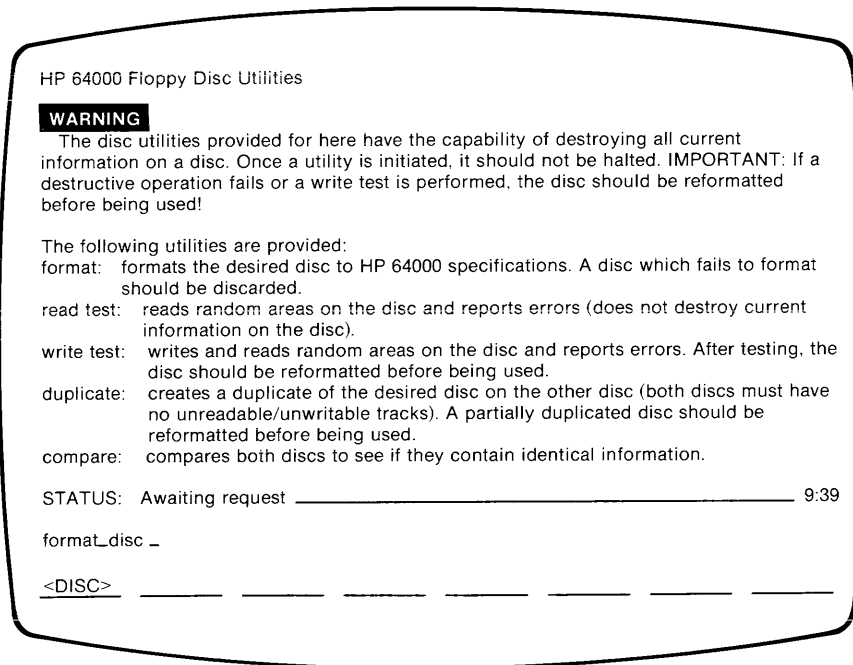 HP 64000 Floppy Disc Utilities
WARNING
The disc utilities provided for here have the capability of destroying all current
information on a disc. Once a utility is initiated, it should not be halted. IMPORTANT: If a
destructive operation fails or a write test is performed, the disc should be reformatted
before being used!
The following utilities are provided:
format: formats the desired disc to HP 64000 specifications. A disc which fails to format
should be discarded.
read test: reads random areas on the disc and reports errors (does not destroy current
information on the disc).
write test: writes and reads random areas on the disc and reports errors. After testing, the
disc should be reformatted before being used.
duplicate: creates a duplicate of the desired disc on the other disc (both discs must have
no unreadable/unwritable tracks). A partially duplicated disc should be
reformatted before being used.
compare: compares both discs to see if they contain identical information.
STATUS: Awaiting request 9:39
format_disc _
<DISC>